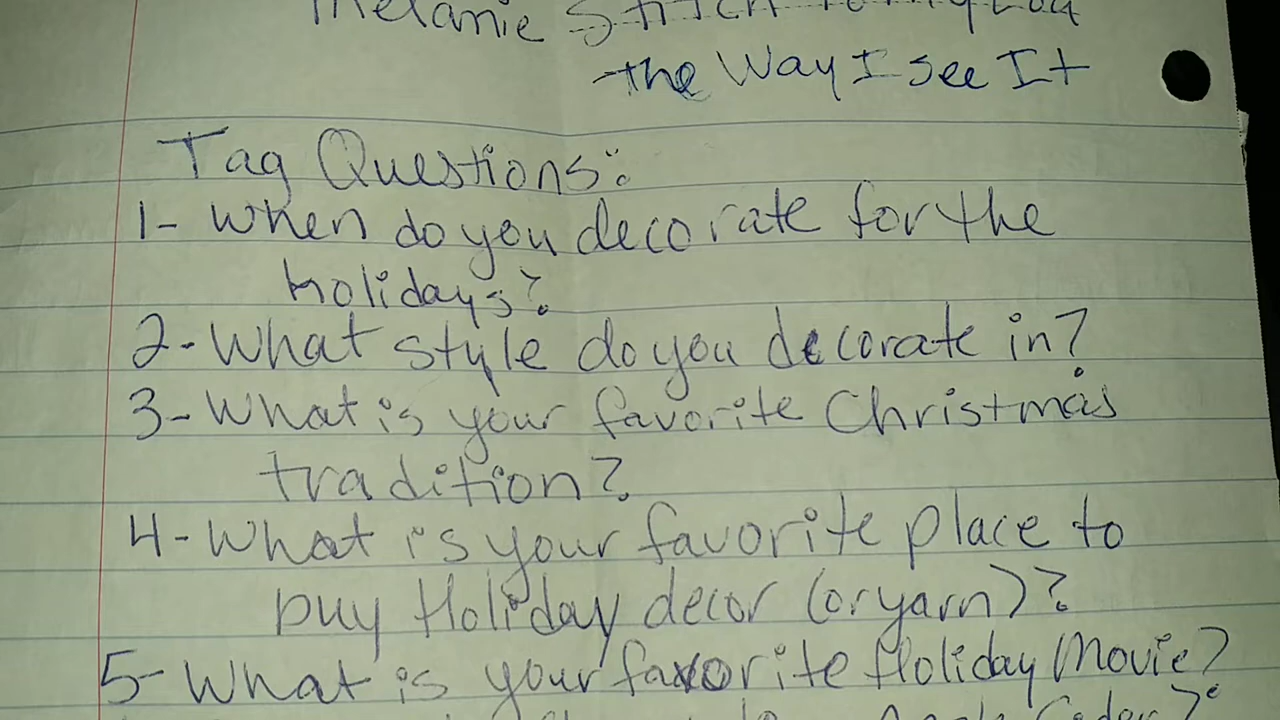 Melanie Stitch
the Way I see It
Tag Questions:
1- When do you decorate for the
holidays?
2- What style do you decorate in?
3- What is your favorite Christmas
tradition?
4- What is your favorite place to
buy Holiday decor (or yarn)?
5- What is your favorite Holiday Movie?